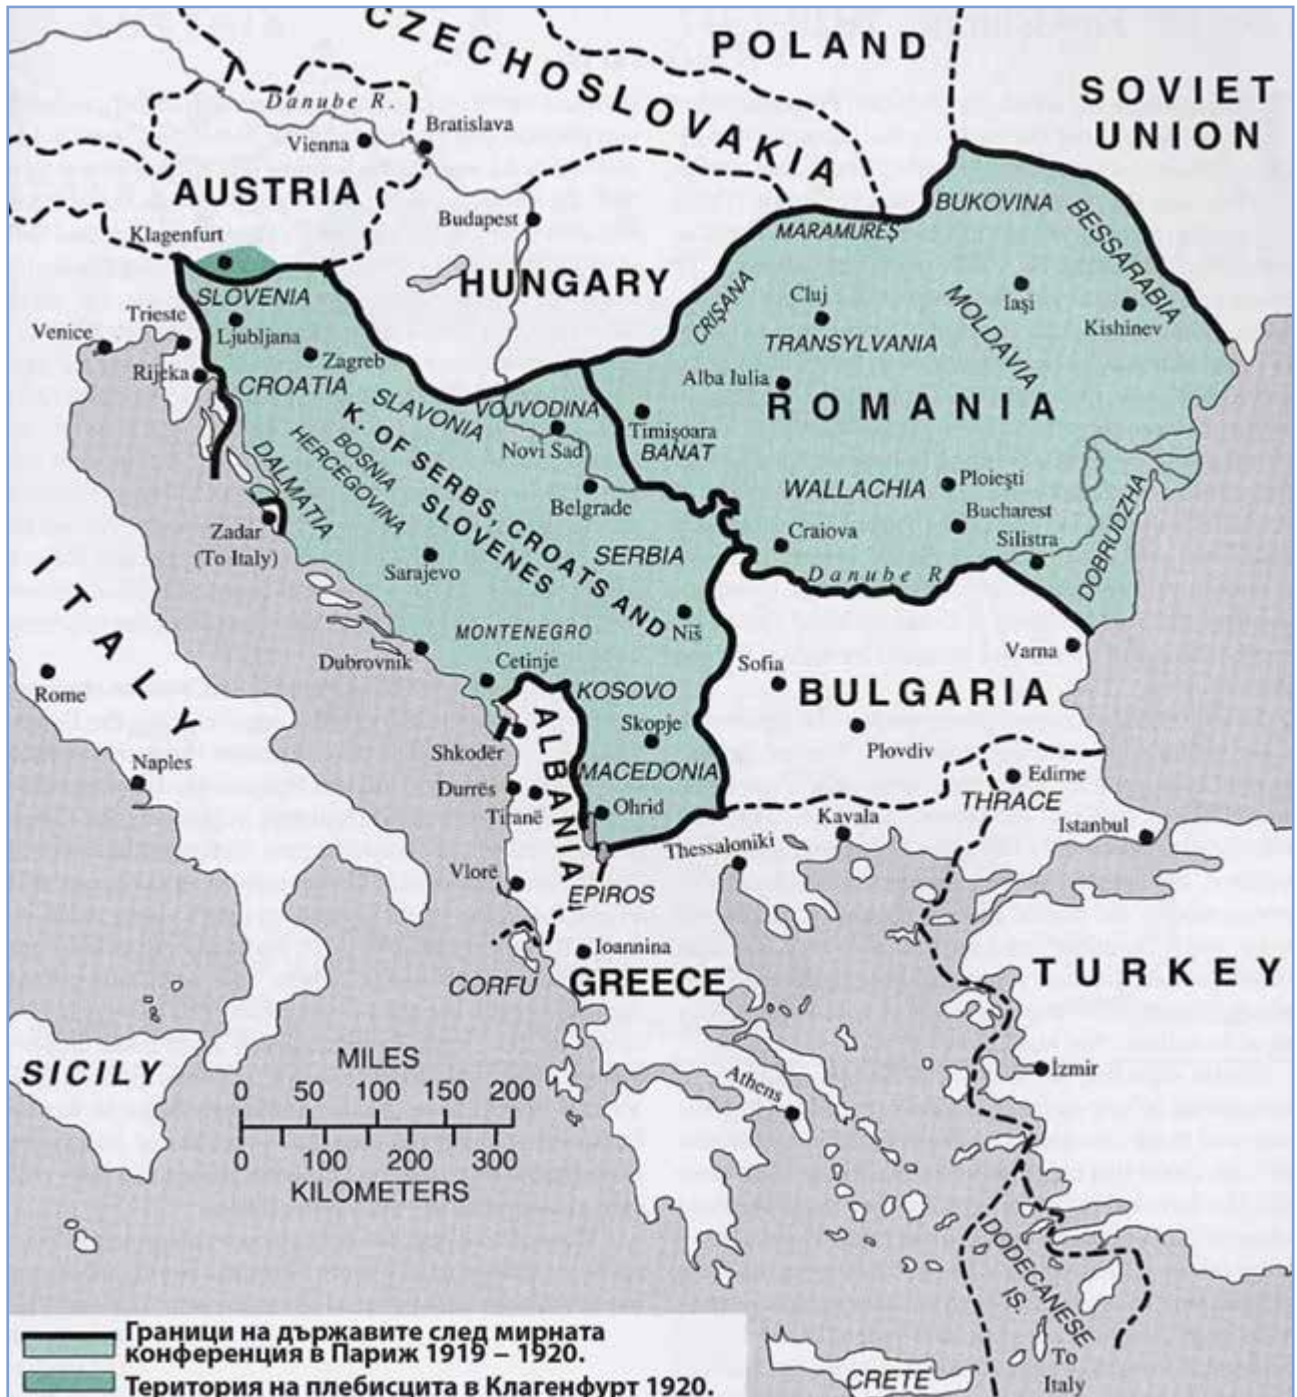 CZECHOSLOVAKIA
POLAND
SOVIET
UNION
Danube R.
Vienna
Bratislava
AUSTRIA
Budapest
BUKOVINA
BESSARABIA
MARAMUREŞ
Klagenfurt
HUNGARY
SLOVENIA
CRIŞANA
Cluj
Iaşi
MOLDAVIA
Kishinev
Trieste
Venice
Ljubljana
TRANSYLVANIA
Zagreb
Rijeka
CROATIA
Alba Iulia
SLAVONIA
VOJVODINA
ROMANIA
Novi Sad
Timişoara
BANAT
K. OF SERBS, CROATS AND
SLOVENES
BOSNIA
HERCEGOVINA
DALMATIA
Belgrade
WALLACHIA
Ploieşti
Bucharest
Craiova
Silistra
DOBRUDZHA
Zadar
(To Italy)
SERBIA
Sarajevo
Danube R
ITALY
MONTENEGRO
Niš
Dubrovnik
Cetinje
Sofia
Varna
Rome
KOSOVO
BULGARIA
Skopje
Plovdiv
ALBANIA
Shkodër
Naples
MACEDONIA
Edirne
THRACE
Durrës
Tiranë
Ohrid
Kavala
Istanbul
Thessaloniki
Vlorë
EPIROS
Ioannina
CORFU
GREECE
TURKEY
SICILY
MILES
0 50 100 150 200
0 100 200 300
KILOMETERS
Athens
İzmir
DODECANESE
IS.
To
Italy
CRETE
Граници на държавите след мирната
конференция в Париж 1919 – 1920.
Територия на плебисцита в Клагенфурт 1920.